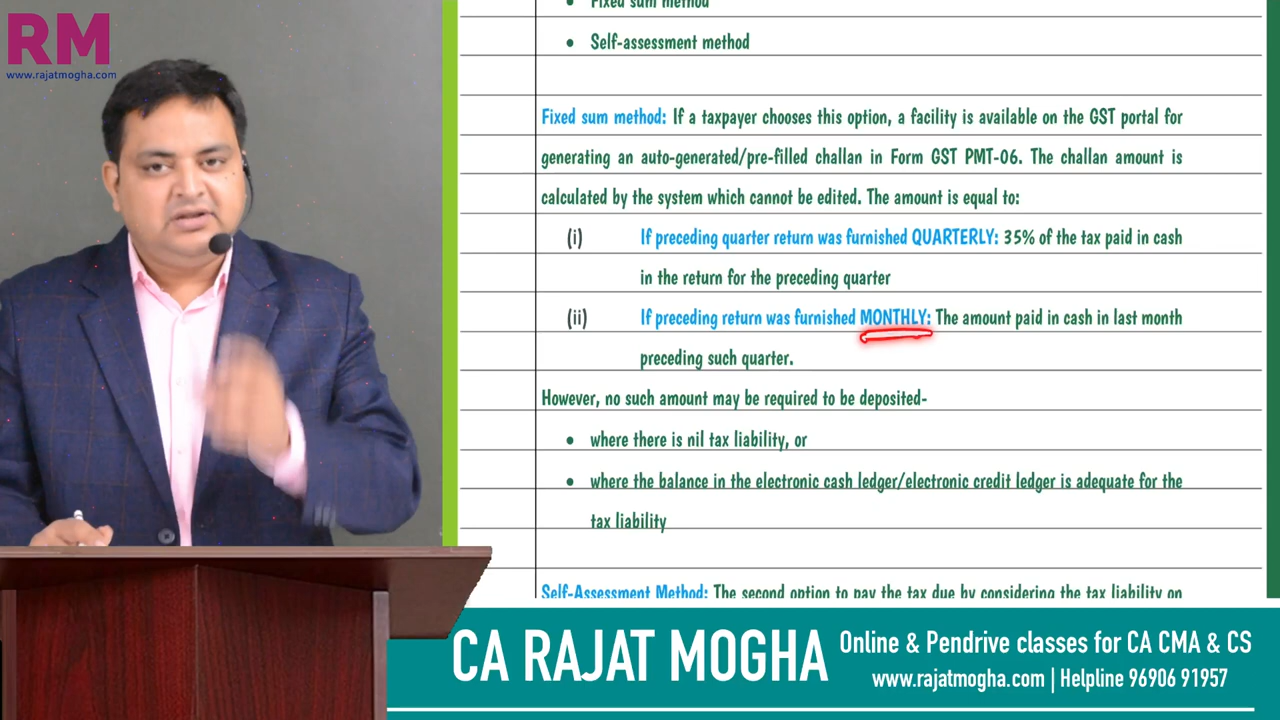 RM
www.rajatmogha.com
Fixed sum method
Self-assessment method
Fixed sum method: If a taxpayer chooses this option, a facility is available on the GST portal for
generating an auto-generated/pre-filled challan in Form GST PMT-06. The challan amount is
calculated by the system which cannot be edited. The amount is equal to:
(i) If preceding quarter return was furnished QUARTERLY: 35% of the tax paid in cash
in the return for the preceding quarter
(ii) If preceding return was furnished MONTHLY: The amount paid in cash in last month
preceding such quarter.
However, no such amount may be required to be deposited-
where there is nil tax liability, or
where the balance in the electronic cash ledger/electronic credit ledger is adequate for the
tax liability
Self-Assessment Method: The second option to pay the tax due by considering the tax liability on
CA RAJAT MOGHA
Online & Pendrive classes for CA CMA & CS
www.rajatmogha.com | Helpline 96906 91957